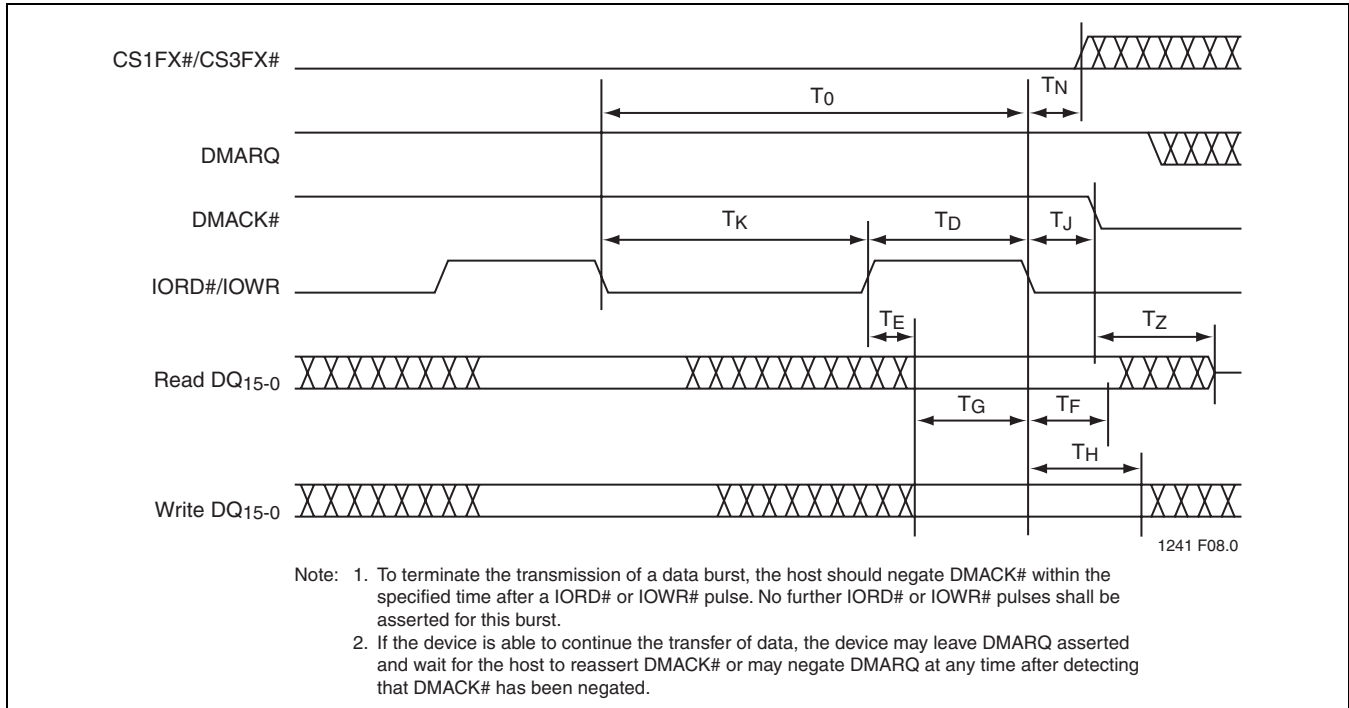 CS1FX#/CS3FX#
TN
T0
DMARQ
DMACK#
TK
TD
TJ
IORD#/IOWR
TE
TZ
Read DQ15-0
TG
TF
TH
Write DQ15-0
1241 F08.0
Note: 1. To terminate the transmission of a data burst, the host should negate DMACK# within the
specified time after a IORD# or IOWR# pulse. No further IORD# or IOWR# pulses shall be
asserted for this burst.
2. If the device is able to continue the transfer of data, the device may leave DMARQ asserted
and wait for the host to reassert DMACK# or may negate DMARQ at any time after detecting
that DMACK# has been negated.